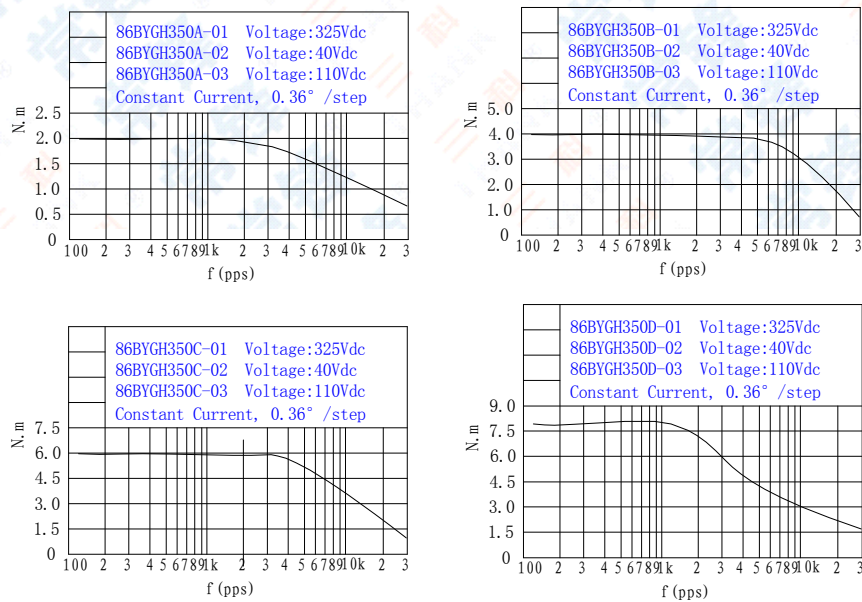 86BYGH350A-01 Voltage:325Vdc
86BYGH350A-02 Voltage:40Vdc
86BYGH350A-03 Voltage:110Vdc
Constant Current, 0.36° /step
N.m
2.5
2.0
1.5
1.0
0.5
0
100 2 3 4 5 6 7 8 9 1k 2 3 4 5 6 7 8 9 10k 2 3
f (pps)
86BYGH350B-01 Voltage:325Vdc
86BYGH350B-02 Voltage:40Vdc
86BYGH350B-03 Voltage:110Vdc
Constant Current, 0.36° /step
N.m
5.0
4.0
3.0
2.0
1.0
0
100 2 3 4 5 6 7 8 9 1k 2 3 4 5 6 7 8 9 10k 2 3
f (pps)
86BYGH350C-01 Voltage:325Vdc
86BYGH350C-02 Voltage:40Vdc
86BYGH350C-03 Voltage:110Vdc
Constant Current, 0.36° /step
N.m
7.5
6.0
4.5
3.0
1.5
0
100 2 3 4 5 6 7 8 9 1k 2 3 4 5 6 7 8 9 10k 2 3
f (pps)
86BYGH350D-01 Voltage:325Vdc
86BYGH350D-02 Voltage:40Vdc
86BYGH350D-03 Voltage:110Vdc
Constant Current, 0.36° /step
N.m
9.0
7.5
6.0
4.5
3.0
1.5
0
100 2 3 4 5 6 7 8 9 1k 2 3 4 5 6 7 8 9 10k 2 3
f (pps)